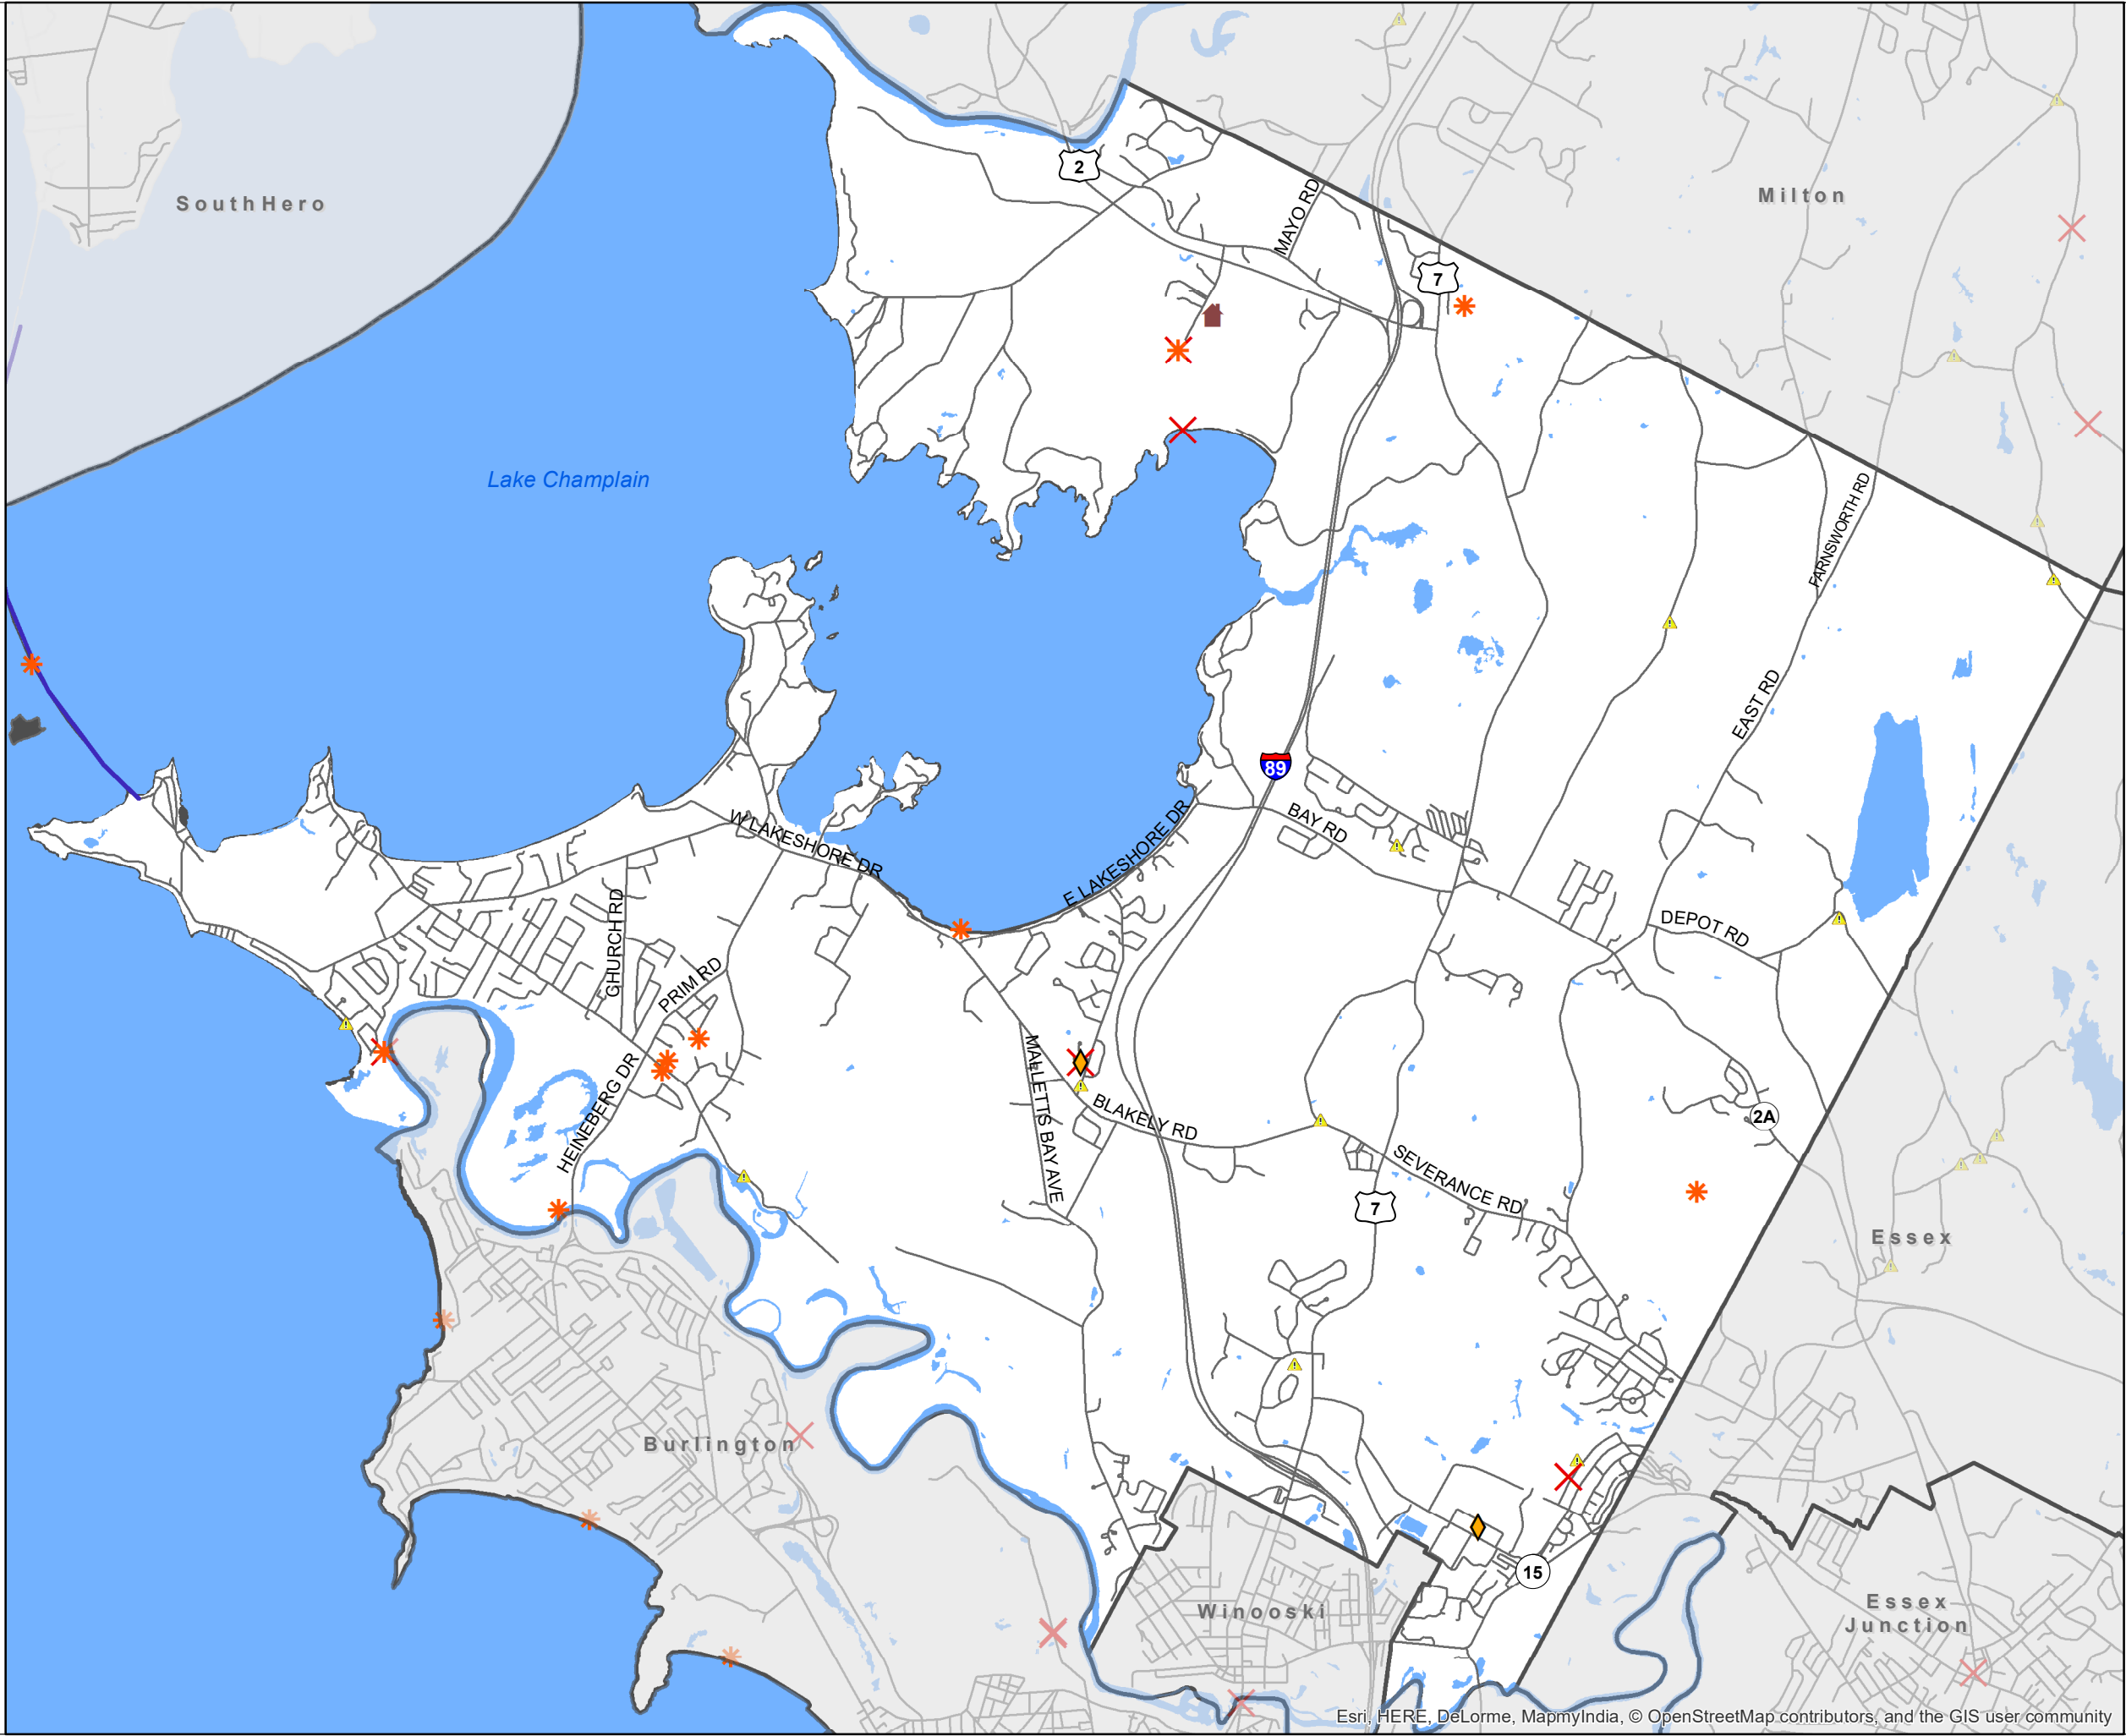 2
MAYO RD
Milton
South Hero
7
Lake Champlain
FARNSWORTH RD
EAST RD
89
BAY RD
W LAKESHORE DR
E LAKESHORE DR
CHURCH RD
DEPOT RD
PRIM RD
HEINEBERG DR
MALLETTS BAY AVE
BLAKELY RD
2A
SEVERANCE RD
7
Essex
Burlington
15
Winooski
Essex
Junction
Esri, HERE, DeLorme, MapmyIndia, © OpenStreetMap contributors, and the GIS user community